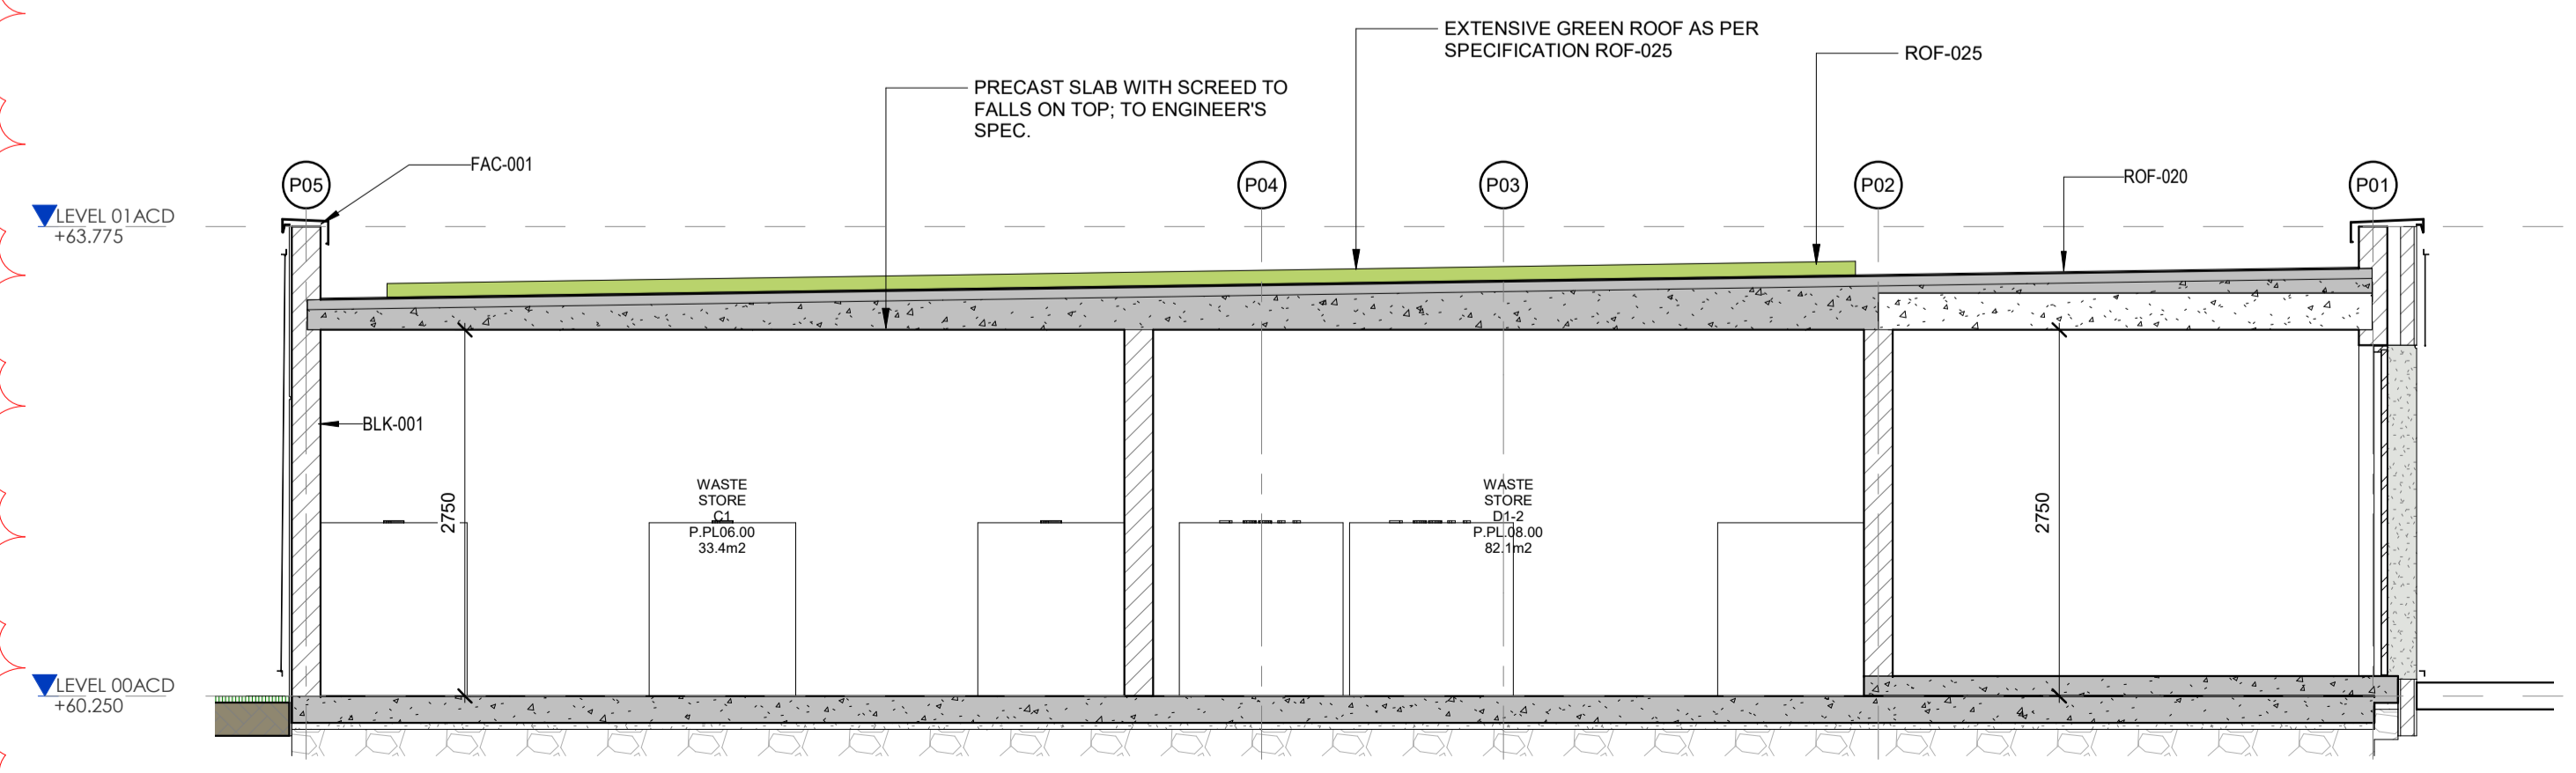 EXTENSIVE GREEN ROOF AS PER
SPECIFICATION ROF-025
ROF-025
PRECAST SLAB WITH SCREED TO
FALLS ON TOP; TO ENGINEER'S
SPEC.
FAC-001
P05
P04
P03
P02
ROF-020
P01
LEVEL 01ACD
+63.775
BLK-001
2750
WASTE
STORE
C1
P.PL06.00
33.4m2
WASTE
STORE
D1-2
P.PL.08.00
82.1m2
2750
LEVEL 00ACD
+60.250